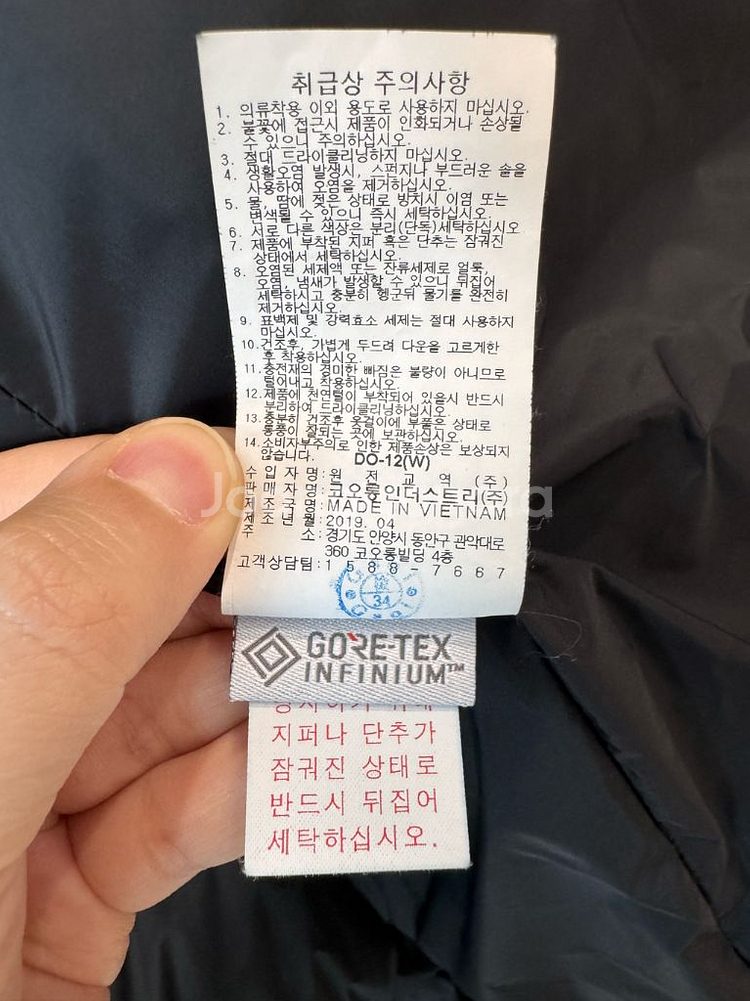 취급상 주의사항
1. 의류착용 이외 용도로 사용하지 마십시오.
2. 불꽃에 접근시 제품이 인화되거나 손상될
수 있으니 주의하십시오.
3. 절대 드라이클리닝하지 마십시오.
4. 생활오염 발생시, 스펀지나 부드러운 솔을
사용하여 오염을 제거하십시오.
5. 물, 땀에 젖은 상태로 방치시 이염 또는
변색될 수 있으니 즉시 세탁하십시오
6. 서로 다른 색상은 분리(단독)세탁하십시오
7. 제품에 부착된 지퍼 혹은 단추는 잠궈진
상태에서 세탁하십시오.
8. 오염된 세제액 또는 잔류세제로 얼룩,
오염, 냄새가 발생할 수 있으니 뒤집어
세탁하시고 충분히 헹군뒤 물기를 완전히
제거하십시오.
9. 표백제 및 강력효소 세제는 절대 사용하지
마십시오.
10.건조후, 가볍게 두드려 다운을 고르게한
후 착용하십시오.
11.충전재의 경미한 빠짐은 불량이 아니므로
털어내고 착용하십시오.
12.제품에 천연털이 부착되어 있을시 반드시
분리하여 드라이클리닝하십시오.
13.충분히 건조후 옷걸이에 부풀은 상태로
통풍이 잘되는 곳에 보관하십시오.
14.소비자부주의로 인한 제품손상은 보상되지
않습니다.
DO-12(W)
수입자명:원전교역(주)
판매자명:코오롱인더스트리(주)
제조국명:MADE IN VIETNAM
제조년월:2019. 04
주소:경기도 안양시 동안구 관악대로
360 코오롱빌딩 4층
고객상담팀:1588-7667
34
GORE-TEX
INFINIUM™
지퍼나 단추가
잠궈진 상태로
반드시 뒤집어
세탁하십시오.